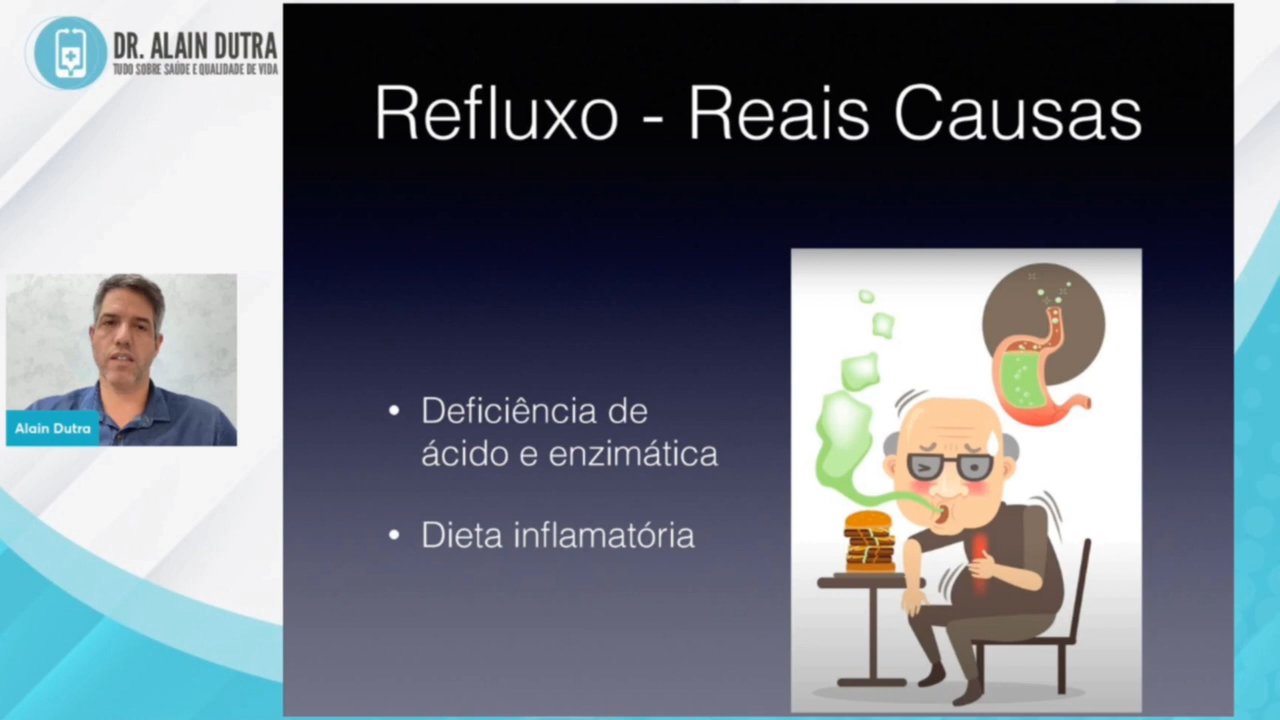 DR. ALAIN DUTRA
TUDO SOBRE SAÚDE E QUALIDADE DE VIDA
Refluxo - Reais Causas
• Deficiência de
ácido e enzimática
• Dieta inflamatória
Alain Dutra